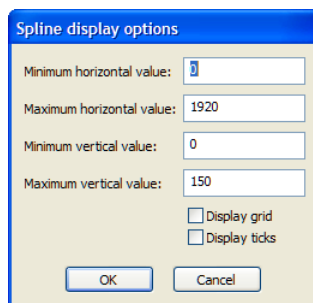 Spline display options
Minimum horizontal value: 0
Maximum horizontal value: 1920
Minimum vertical value: 0
Maximum vertical value: 150
Display grid
Display ticks
OK Cancel